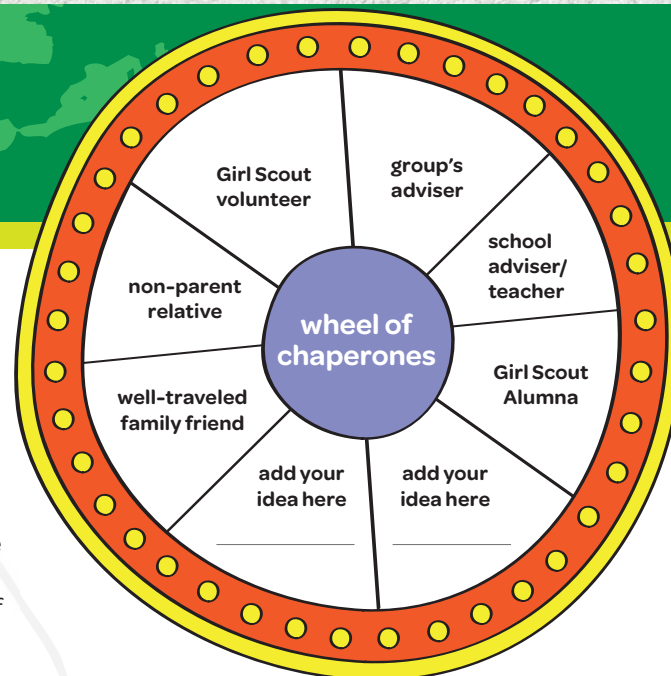 Girl Scout
volunteer
group's
adviser
school
adviser/
teacher
Girl Scout
Alumna
add your
idea here
add your
idea here
well-traveled
family friend
non-parent
relative
wheel of
chaperones